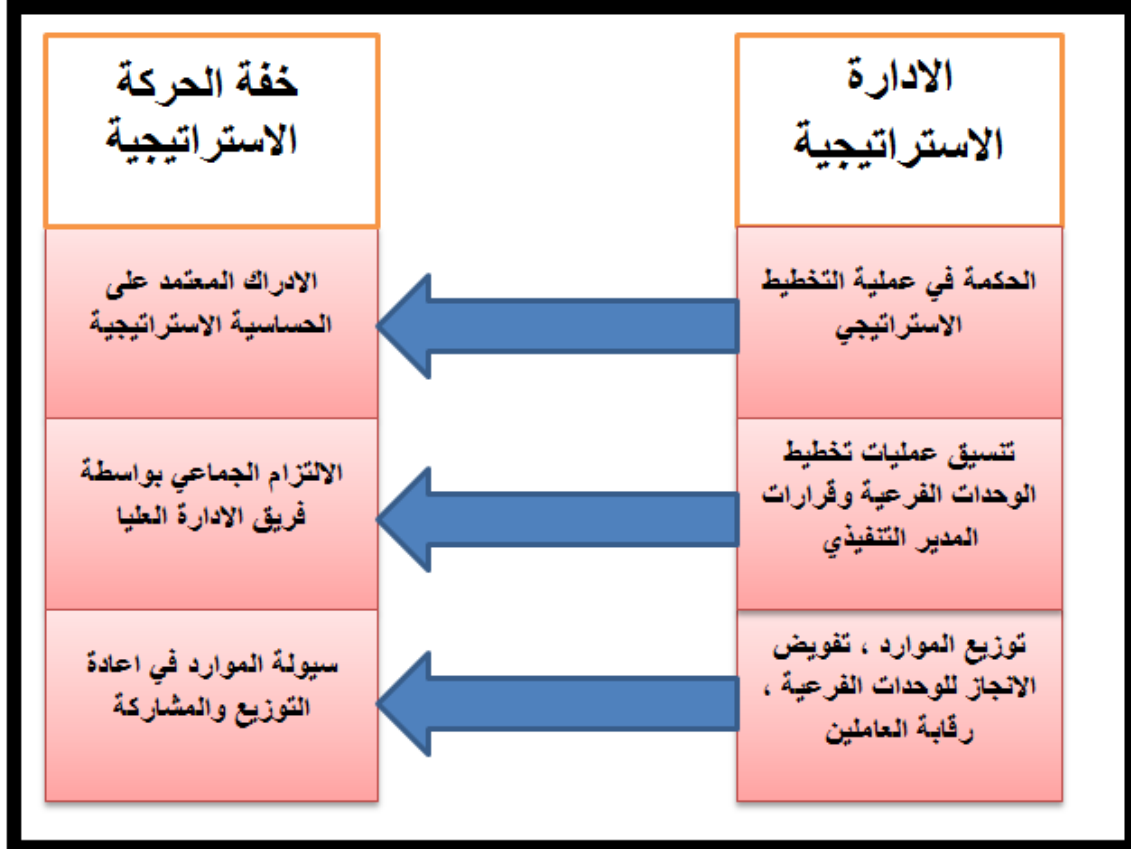 الادارة
الاستراتيجية
خفة الحركة
الاستراتيجية
الحكمة في عملية التخطيط
الاستراتيجي
الادراك المعتمد على
الحساسية الاستراتيجية
تنسيق عمليات تخطيط
الوحدات الفرعية وقرارات
المدير التنفيذي
الالتزام الجماعي بواسطة
فريق الادارة العليا
توزيع الموارد ، تفويض
الانجاز للوحدات الفرعية ،
رقابة العاملين
سيولة الموارد في اعادة
التوزيع والمشاركة